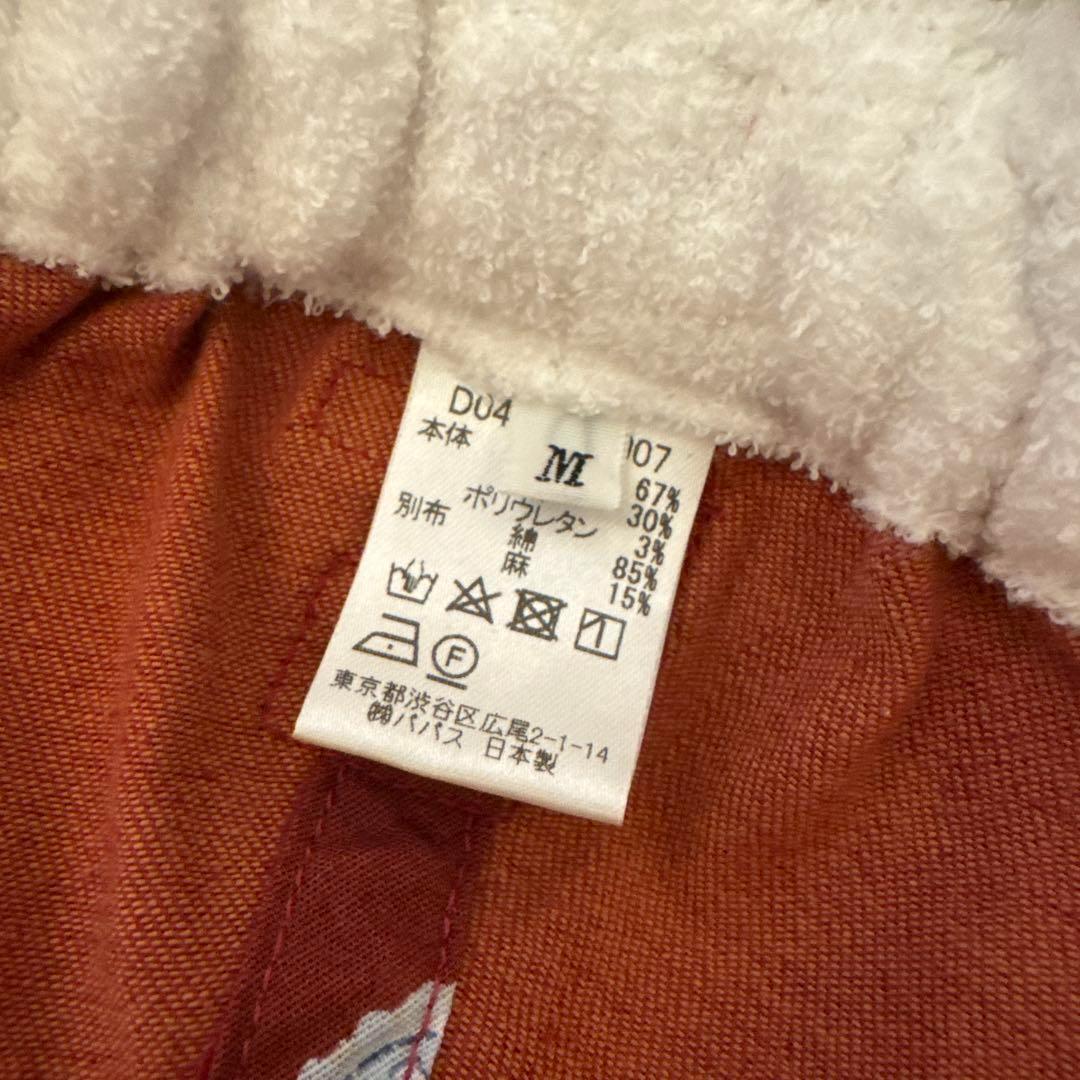 D04 007
M
本体 67%
30%
ポリウレタン 3%
別布 綿 85%
麻 15%
F
東京都渋谷区広尾2-1-14
㈱パパス 日本製